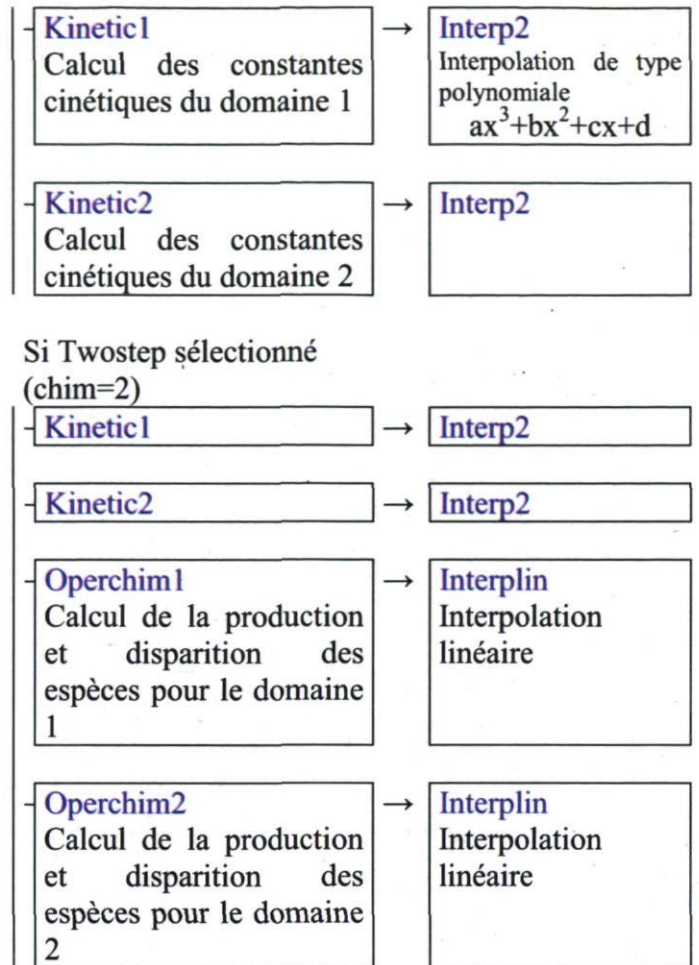 Kinetic1
Calcul des constantes
cinétiques du domaine 1
→
Interp2
Interpolation de type
polynomiale
ax³+bx²+cx+d
Kinetic2
Calcul des constantes
cinétiques du domaine 2
→
Interp2
Si Twostep sélectionné
(chim=2)
Kinetic1
→
Interp2
Kinetic2
→
Interp2
Operchim1
Calcul de la production
et disparition des
espèces pour le domaine
1
→
Interplin
Interpolation
linéaire
Operchim2
Calcul de la production
et disparition des
espèces pour le domaine
2
→
Interplin
Interpolation
linéaire